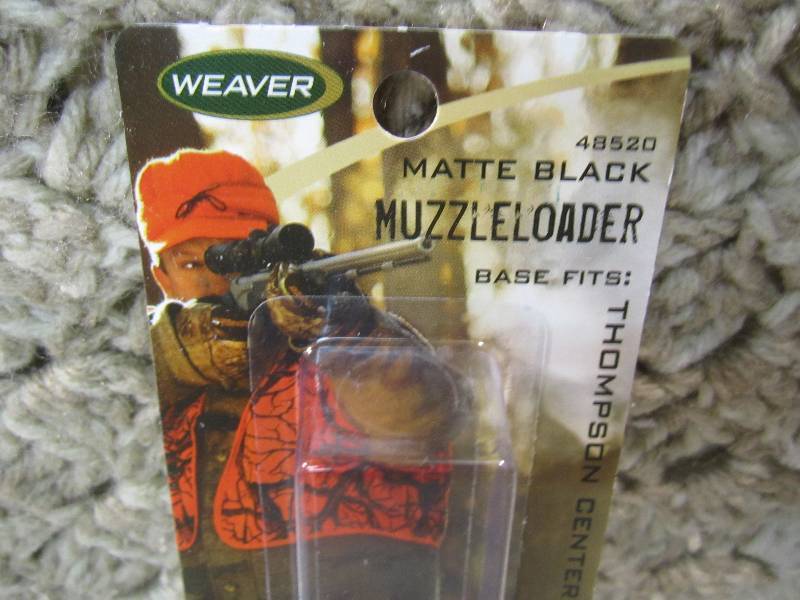 WEAVER
48520
MATTE BLACK
MUZZLELOADER
BASE FITS:
THOMPSON CENTER